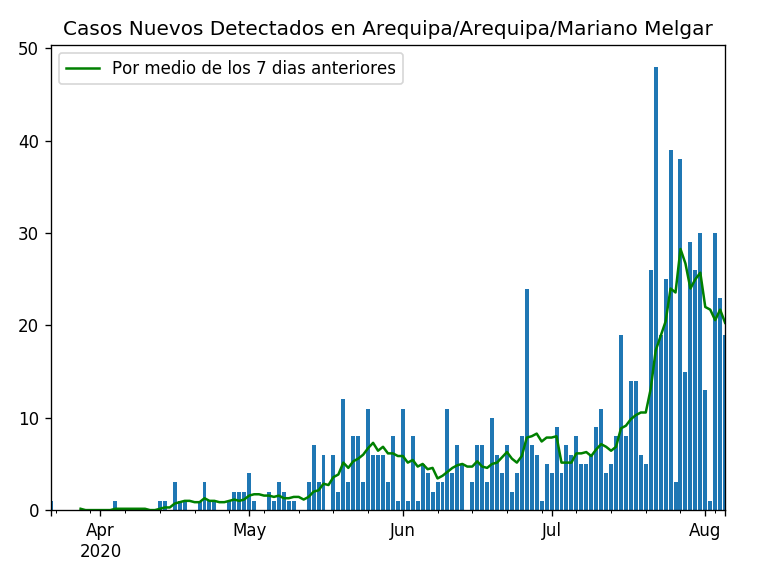 Casos Nuevos Detectados en Arequipa/Arequipa/Mariano Melgar
Por medio de los 7 dias anteriores
50
40
30
20
10
0
Apr May Jun Jul Aug
2020